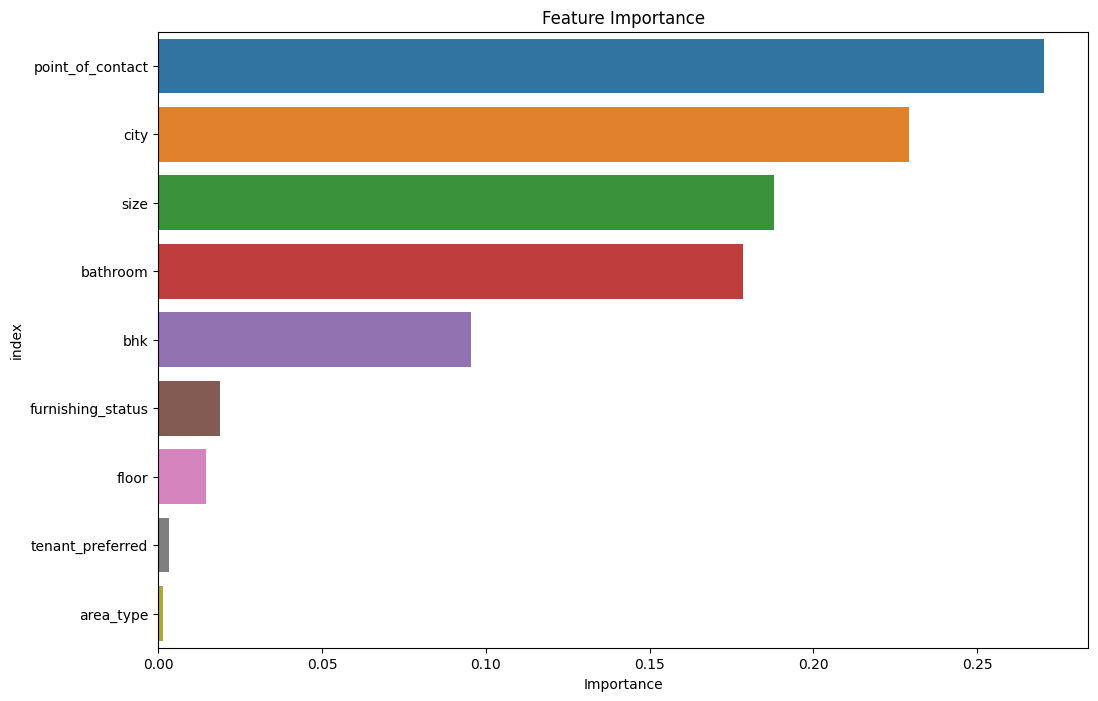 Feature Importance
point_of_contact
city
size
bathroom
bhk
furnishing_status
floor
tenant_preferred
area_type
index
0.00 0.05 0.10 0.15 0.20 0.25
Importance